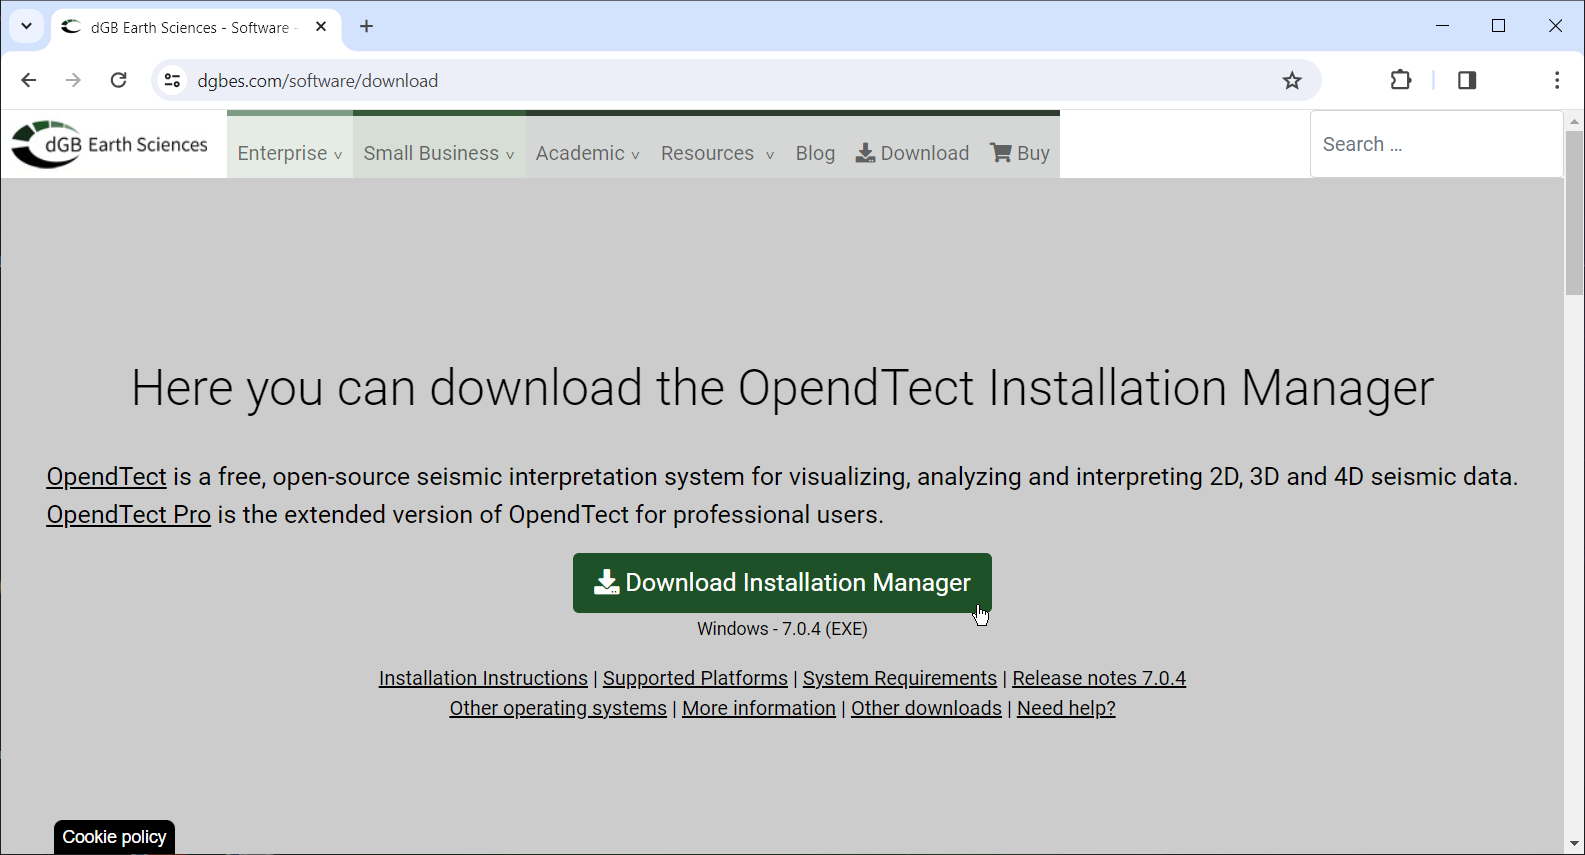 dGB Earth Sciences - Software -
dgbes.com/software/download
dGB Earth Sciences
Enterprise v Small Business v Academic v Resources v Blog Download Buy
Search ...
Here you can download the OpendTect Installation Manager
OpendTect is a free, open-source seismic interpretation system for visualizing, analyzing and interpreting 2D, 3D and 4D seismic data.
OpendTect Pro is the extended version of OpendTect for professional users.
Download Installation Manager
Windows - 7.0.4 (EXE)
Installation Instructions | Supported Platforms | System Requirements | Release notes 7.0.4
Other operating systems | More information | Other downloads | Need help?
Cookie policy